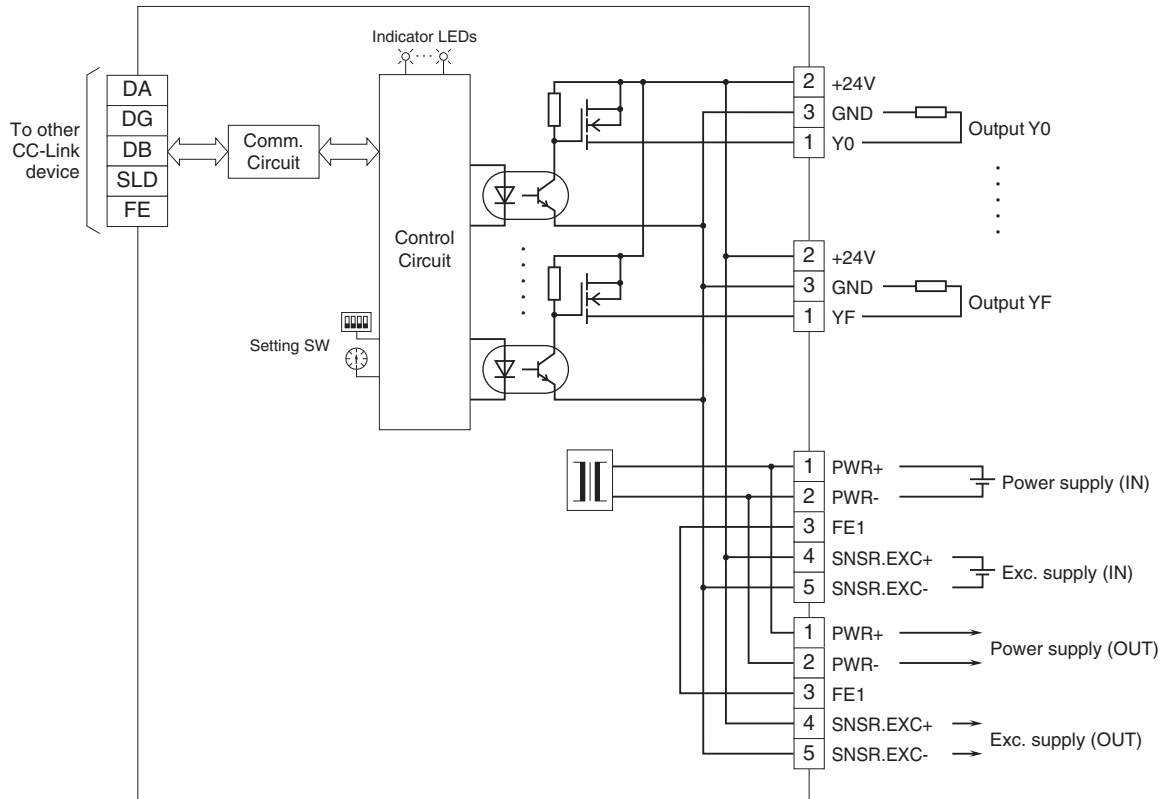 Indicator LEDs
To other
CC-Link
device
DA
DG
DB
SLD
FE
Comm.
Circuit
Control
Circuit
Setting SW
2 +24V
3 GND
1 Y0
Output Y0
2 +24V
3 GND
1 YF
Output YF
1 PWR+
2 PWR-
Power supply (IN)
3 FE1
4 SNSR.EXC+
5 SNSR.EXC-
Exc. supply (IN)
1 PWR+
2 PWR-
Power supply (OUT)
3 FE1
4 SNSR.EXC+
5 SNSR.EXC-
Exc. supply (OUT)